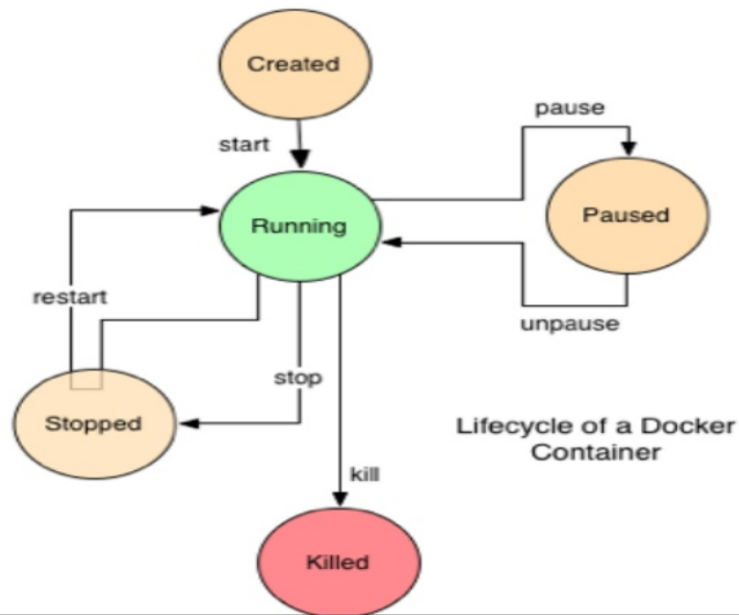 Created
start
pause
Running
Paused
restart
unpause
stop
Stopped
Lifecycle of a Docker
Container
kill
Killed